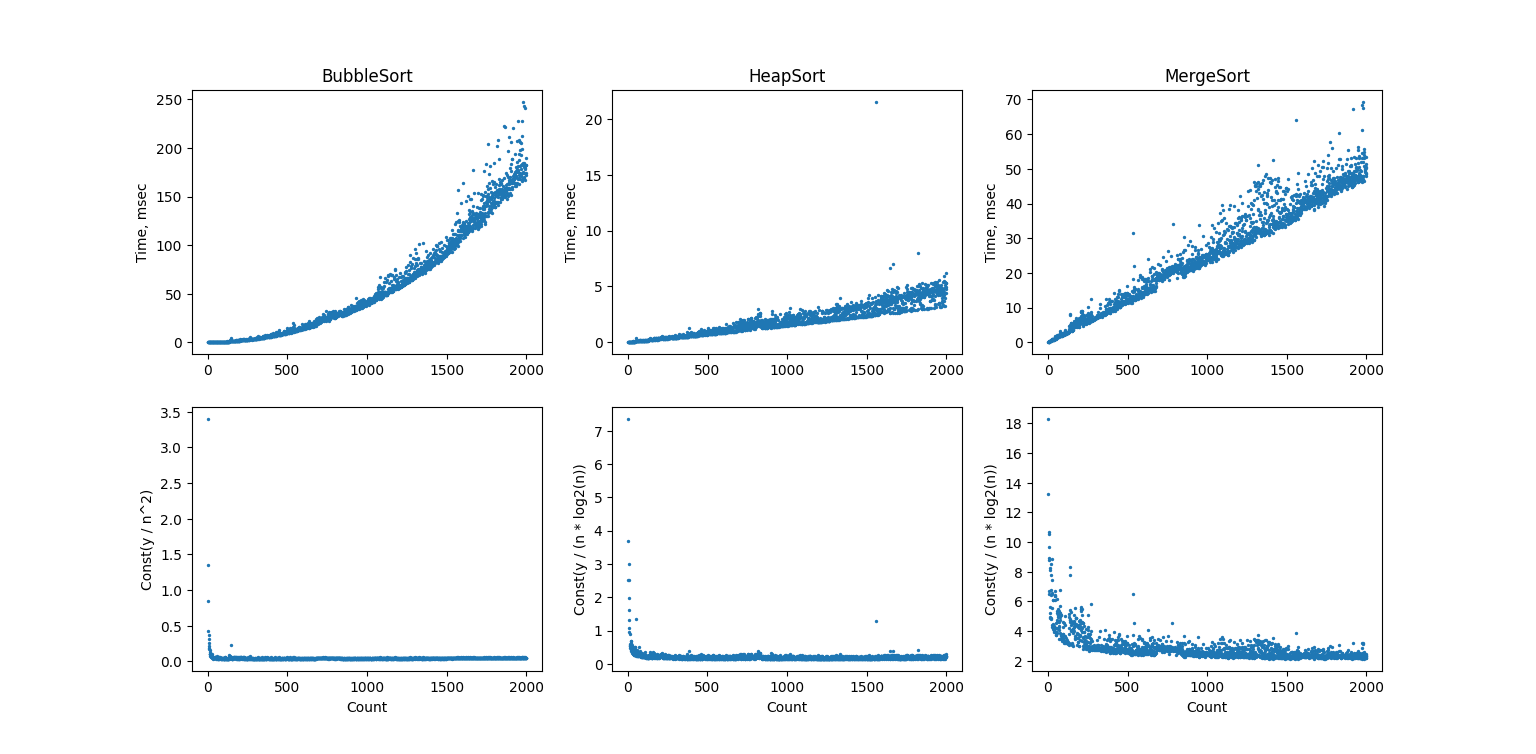 BubbleSort
HeapSort
MergeSort
Time, msec
250
200
150
100
50
0
0 500 1000 1500 2000
Time, msec
20
15
10
5
0
0 500 1000 1500 2000
Time, msec
70
60
50
40
30
20
10
0
0 500 1000 1500 2000
Const(y / n^2)
3.5
3.0
2.5
2.0
1.5
1.0
0.5
0.0
0 500 1000 1500 2000
Count
Const(y / (n * log2(n))
7
6
5
4
3
2
1
0
0 500 1000 1500 2000
Count
Const(y / (n * log2(n))
18
16
14
12
10
8
6
4
2
0 500 1000 1500 2000
Count